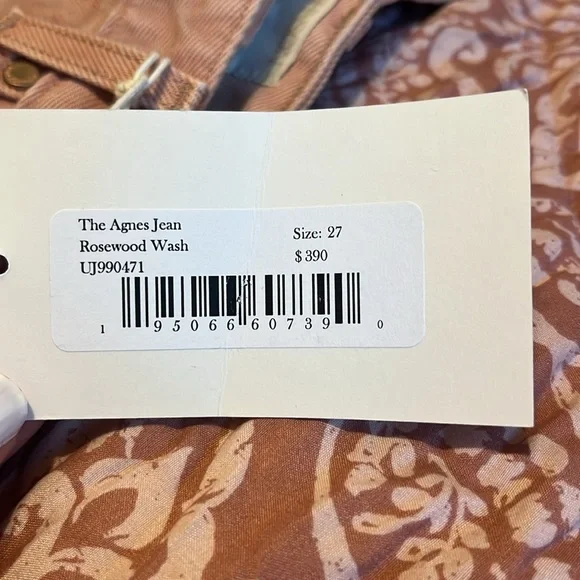 The Agnes Jean
Rosewood Wash
UJ990471
Size: 27
$ 390
1 95066 60739 0